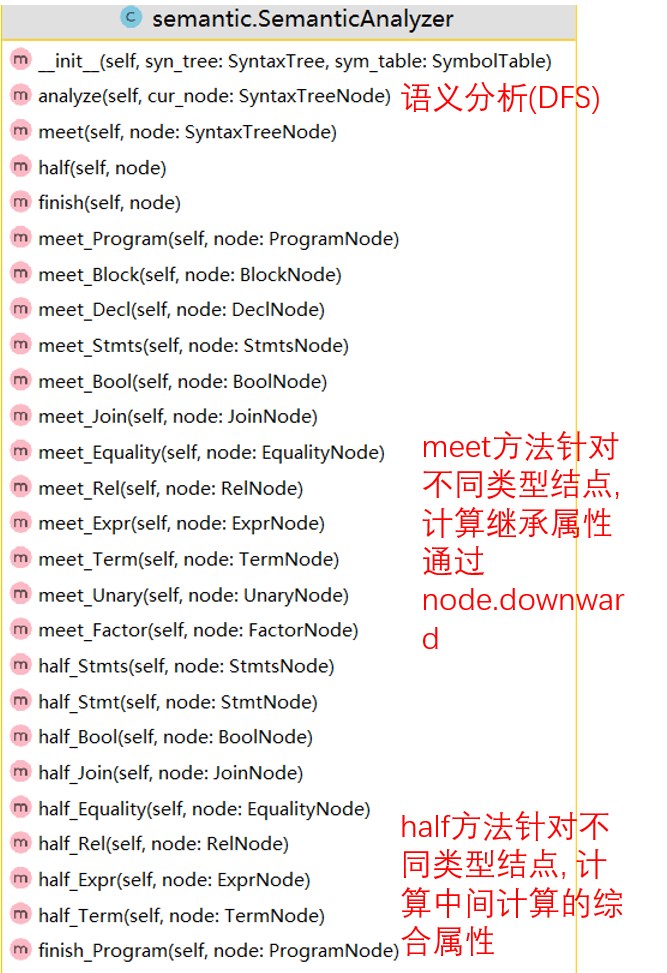 C semantic.SemanticAnalyzer
m __init__(self, syn_tree: SyntaxTree, sym_table: SymbolTable)
m analyze(self, cur_node: SyntaxTreeNode) 语义分析(DFS)
m meet(self, node: SyntaxTreeNode)
m half(self, node)
m finish(self, node)
m meet_Program(self, node: ProgramNode)
m meet_Block(self, node: BlockNode)
m meet_Decl(self, node: DeclNode)
m meet_Stmts(self, node: StmtsNode)
m meet_Bool(self, node: BoolNode)
m meet_Join(self, node: JoinNode)
m meet_Equality(self, node: EqualityNode)
m meet_Rel(self, node: RelNode)
m meet_Expr(self, node: ExprNode)
m meet_Term(self, node: TermNode)
m meet_Unary(self, node: UnaryNode)
m meet_Factor(self, node: FactorNode)
meet方法针对
不同类型结点,
计算继承属性
通过
node.downwar
d
m half_Stmts(self, node: StmtsNode)
m half_Stmt(self, node: StmtNode)
m half_Bool(self, node: BoolNode)
m half_Join(self, node: JoinNode)
m half_Equality(self, node: EqualityNode)
m half_Rel(self, node: RelNode)
m half_Expr(self, node: ExprNode)
m half_Term(self, node: TermNode)
m finish_Program(self, node: ProgramNode)
half方法针对不
同类型结点, 计
算中间计算的综
合属性